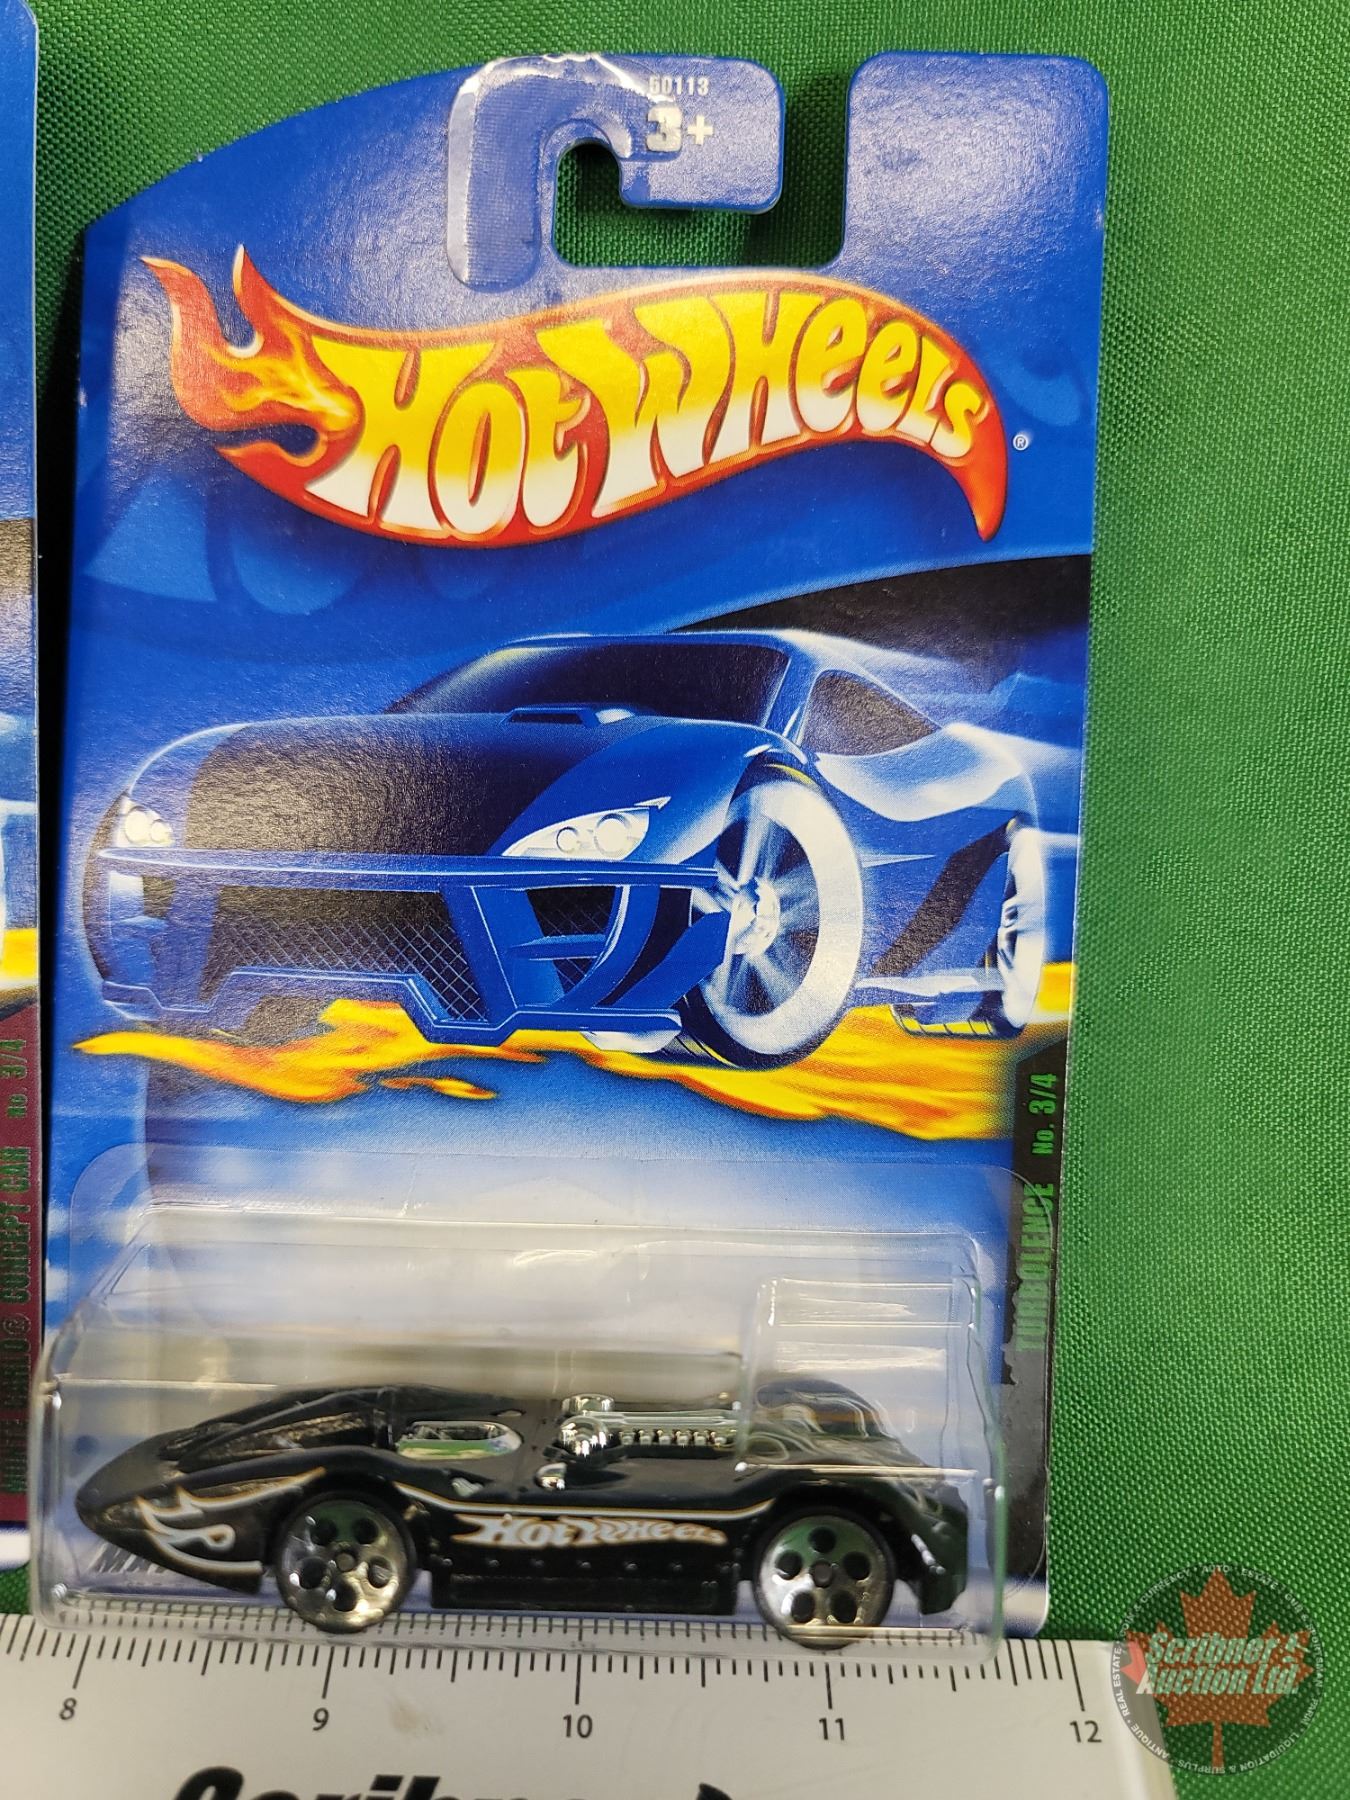 50113
3+
Hot Wheels
®
TURBOLENCE No. 3/4
CONCEPT CAR No. 3/4
Hot Wheels
8 9 10 11 12
Scribner
Auction Ltd.